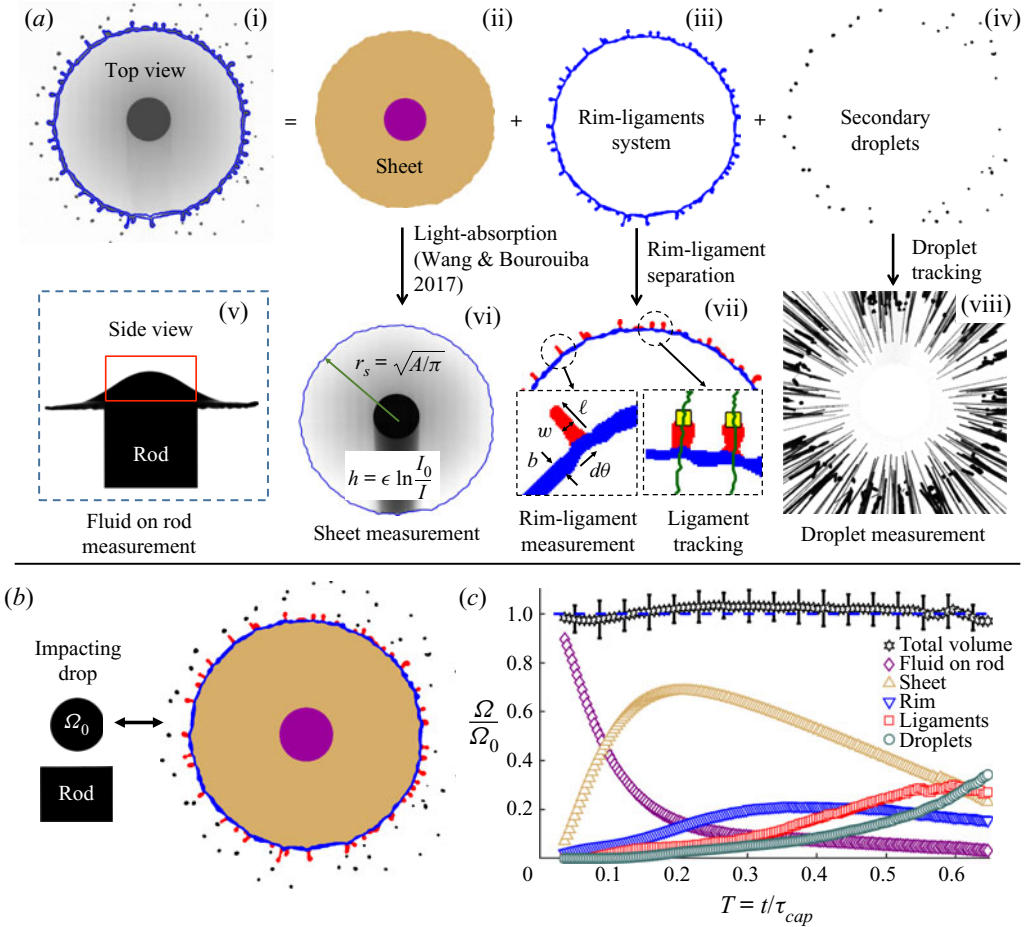 (a)
(i)
(ii)
(iii)
(iv)
Top view
=
Sheet
+
Rim-ligaments
system
+
Secondary
droplets
Light-absorption
(Wang & Bourouiba
2017)
Rim-ligament
separation
Droplet
tracking
(v)
Side view
Rod
Fluid on rod
measurement
(vi)
r_s = √A/π
h = ϵ ln I_0/I
Sheet measurement
(vii)
ℓ
w
b
dθ
Rim-ligament
measurement
Ligament
tracking
(viii)
Droplet measurement
(b)
Impacting
drop
Ω_0
Rod
(c)
Ω/Ω_0
1.0
0.8
0.6
0.4
0.2
0
0.1
0.2
0.3
0.4
0.5
0.6
T = t/τ_cap
Total volume
Fluid on rod
Sheet
Rim
Ligaments
Droplets